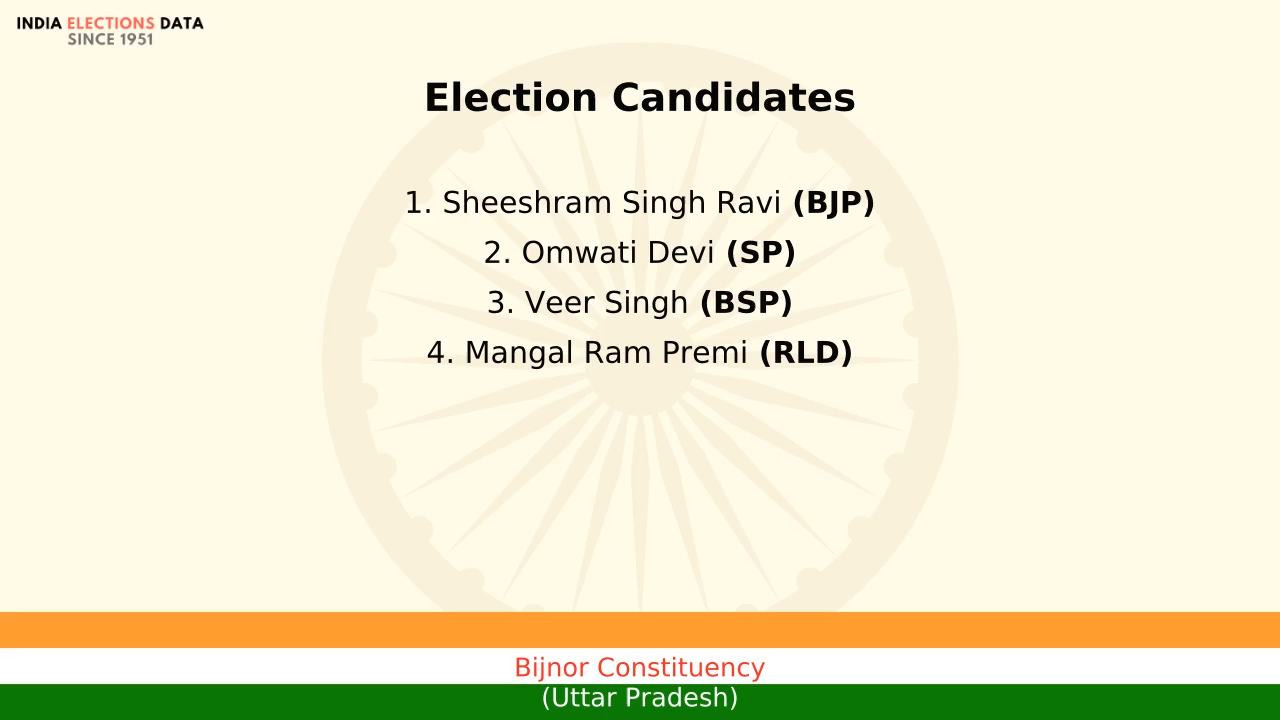 INDIA ELECTIONS DATA
SINCE 1951
Election Candidates
1. Sheeshram Singh Ravi (BJP)
2. Omwati Devi (SP)
3. Veer Singh (BSP)
4. Mangal Ram Premi (RLD)
Bijnor Constituency
(Uttar Pradesh)